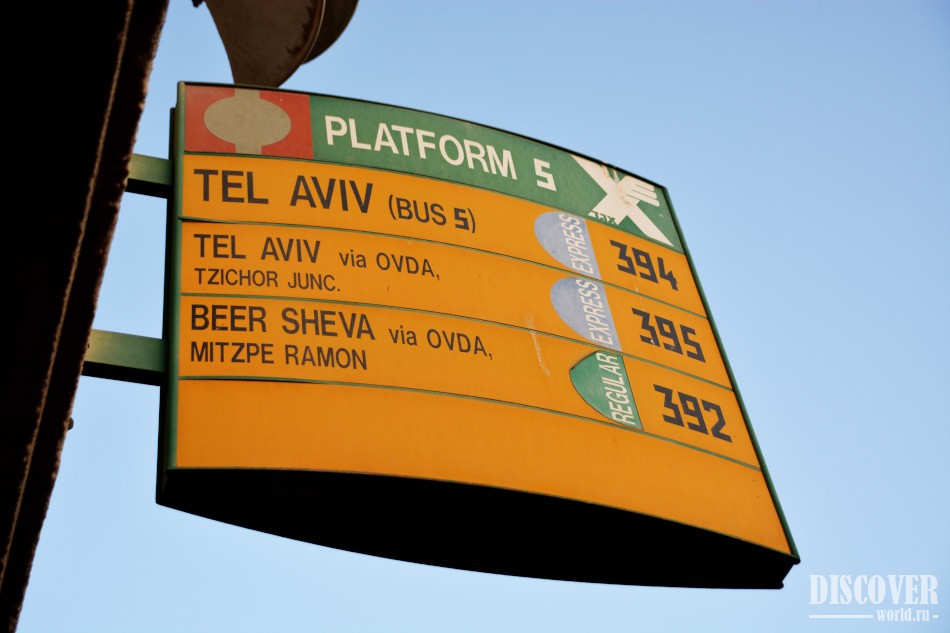 PLATFORM 5
TEL AVIV (BUS 5) EXPRESS 394
TEL AVIV via OVDA,
TZICHOR JUNC. EXPRESS 395
BEER SHEVA via OVDA,
MITZPE RAMON REGULAR 392
DISCOVER
world.ru